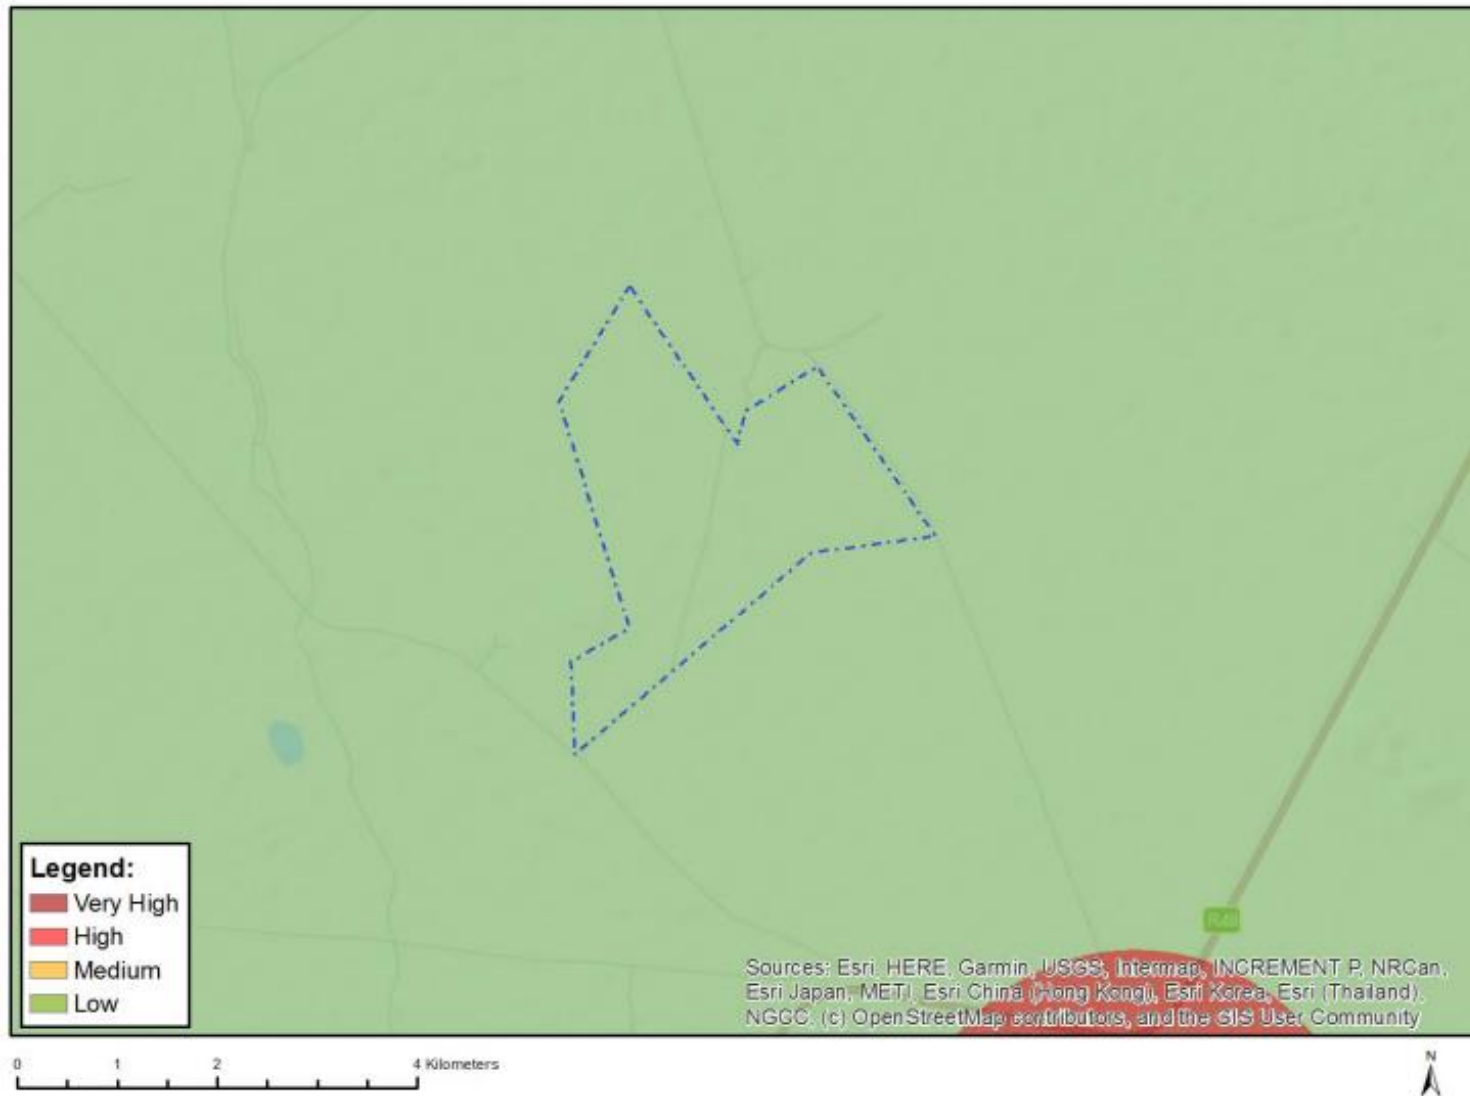 R48
Legend:
Very High
High
Medium
Low
Sources: Esri, HERE, Garmin, USGS, Intermap, INCREMENT P, NRCan,
Esri Japan, METI, Esri China (Hong Kong), Esri Korea, Esri (Thailand),
NGCC, (c) OpenStreetMap contributors, and the GIS User Community
0 1 2 4 Kilometers
N